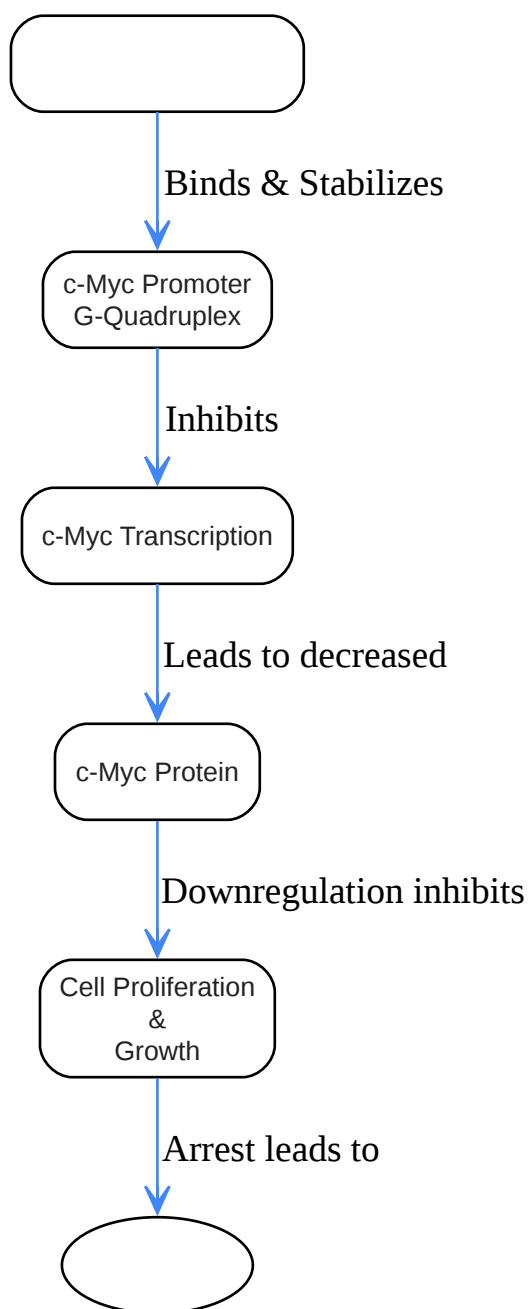 Binds & Stabilizes
c-Myc Promoter
G-Quadruplex
Inhibits
c-Myc Transcription
Leads to decreased
c-Myc Protein
Downregulation inhibits
Cell Proliferation
&
Growth
Arrest leads to